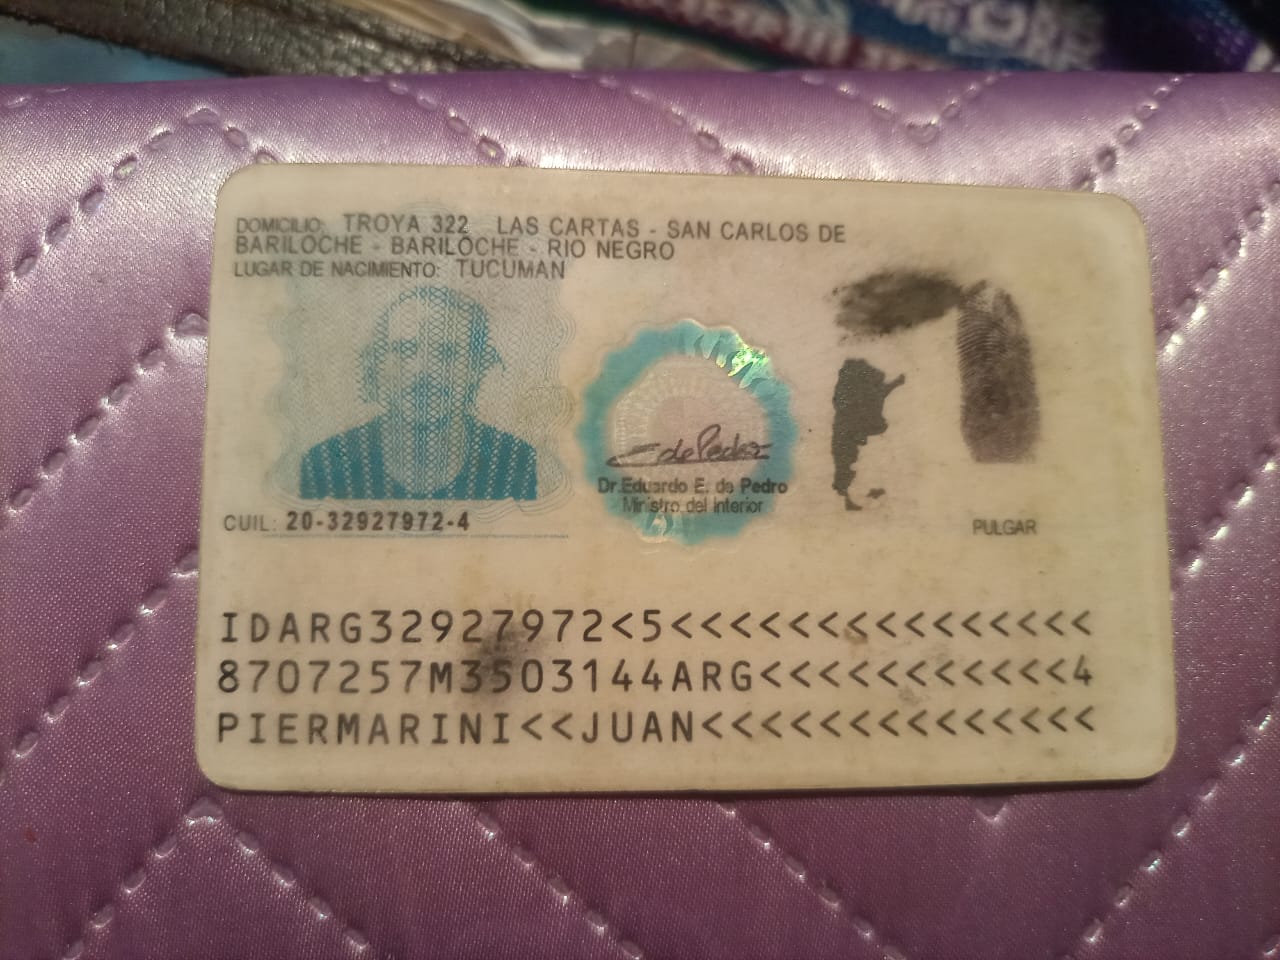 DOMICILIO: TROYA 322 LAS CARTAS - SAN CARLOS DE
BARILOCHE - BARILOCHE - RIO NEGRO
LUGAR DE NACIMIENTO: TUCUMAN
CUIL: 20-32927972-4
Dr. Eduardo E. de Pedro
Ministro del Interior
PULGAR
IDARG32927972<5<<<<<<<<<<<<<<<
8707257M3503144ARG<<<<<<<<<<<4
PIERMARINI<<JUAN<<<<<<<<<<<<<<